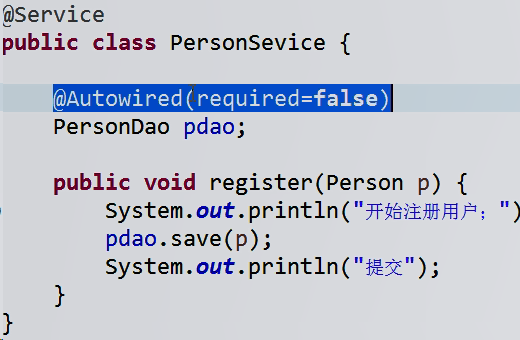 @Service
public class PersonSevice {
@Autowired(required=false)
PersonDao pdao;
public void register(Person p) {
System.out.println("开始注册用户；")
pdao.save(p);
System.out.println("提交");
}
}